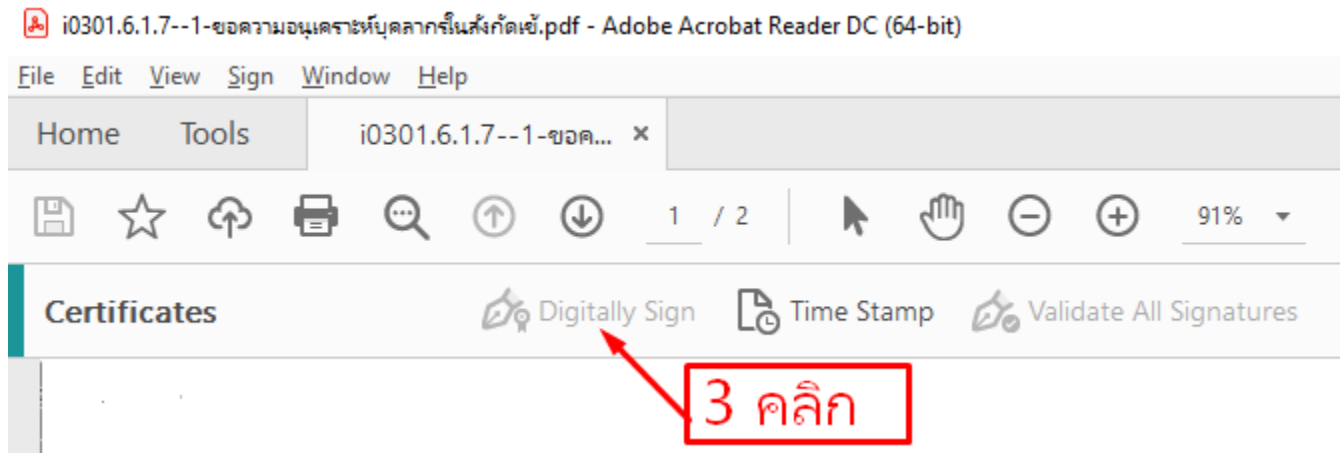 i0301.6.1.7--1-ขอความอนุเคราะห์บุคลากรในสังกัดเข้.pdf - Adobe Acrobat Reader DC (64-bit)
File Edit View Sign Window Help
Home Tools i0301.6.1.7--1-ขอค... ×
1 / 2 91%
Certificates Digitally Sign Time Stamp Validate All Signatures
3 คลิก